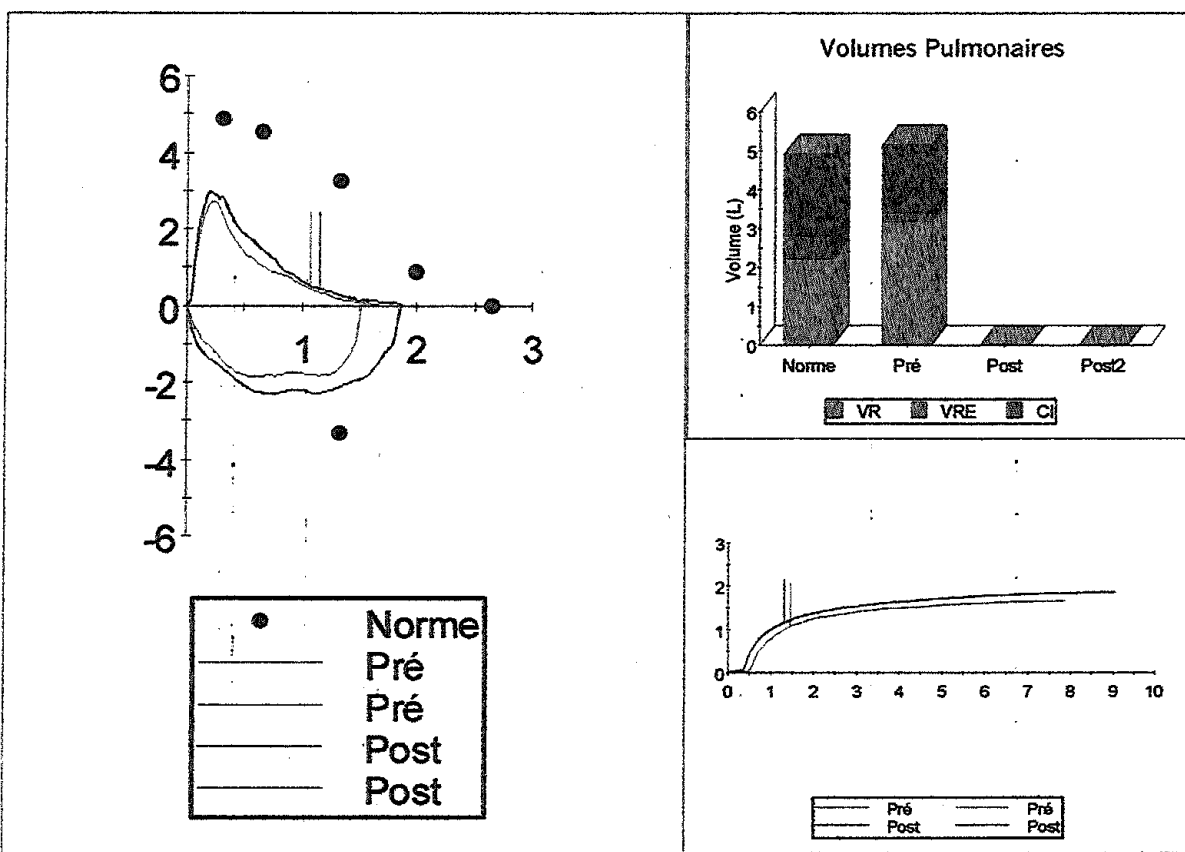 6
4
2
0
-2
-4
-6
1 2 3
Norme
Pré
Pré
Post
Post
Volumes Pulmonaires
Volume (L)
6
5
4
3
2
1
0
Norme Pré Post Post2
VR VRE CI
3
2
1
0
0 1 2 3 4 5 6 7 8 9 10
Pré Pré
Post Post